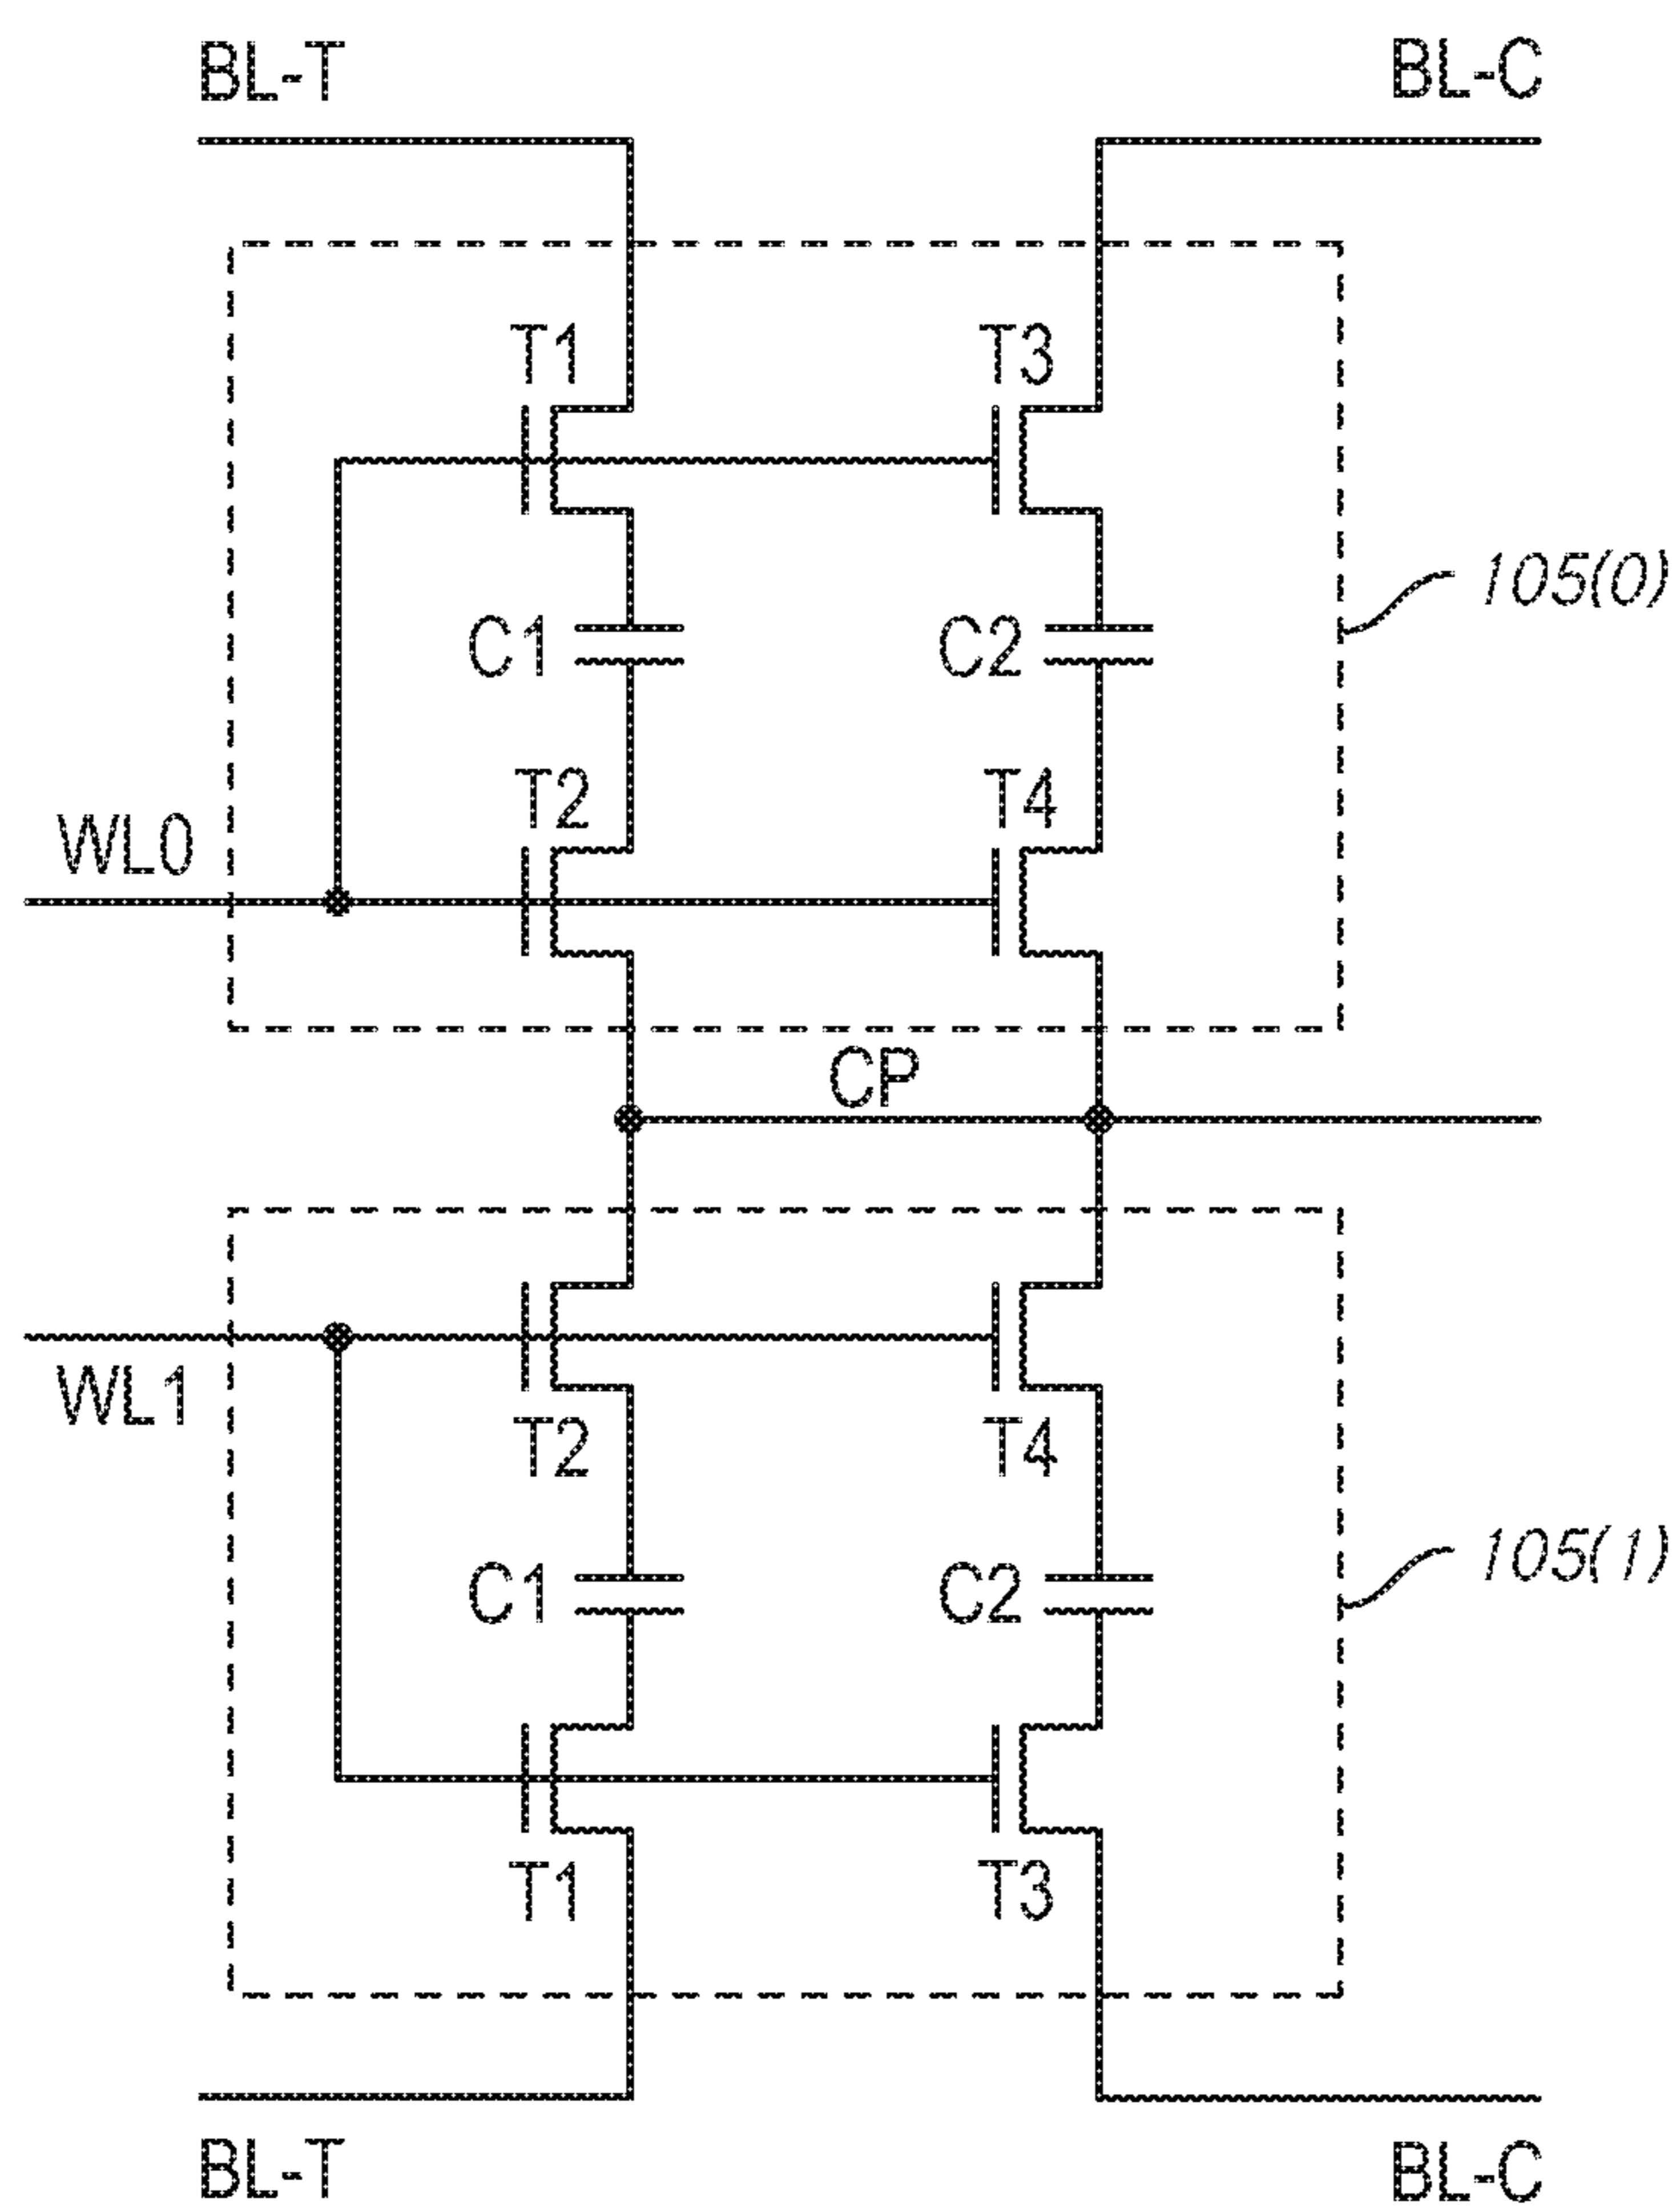 BL-T BL-C
T1 T3
105(0)
C1 C2
T2 T4
WL0
CP
WL1
T2 T4
105(1)
C1 C2
T1 T3
BL-T BL-C